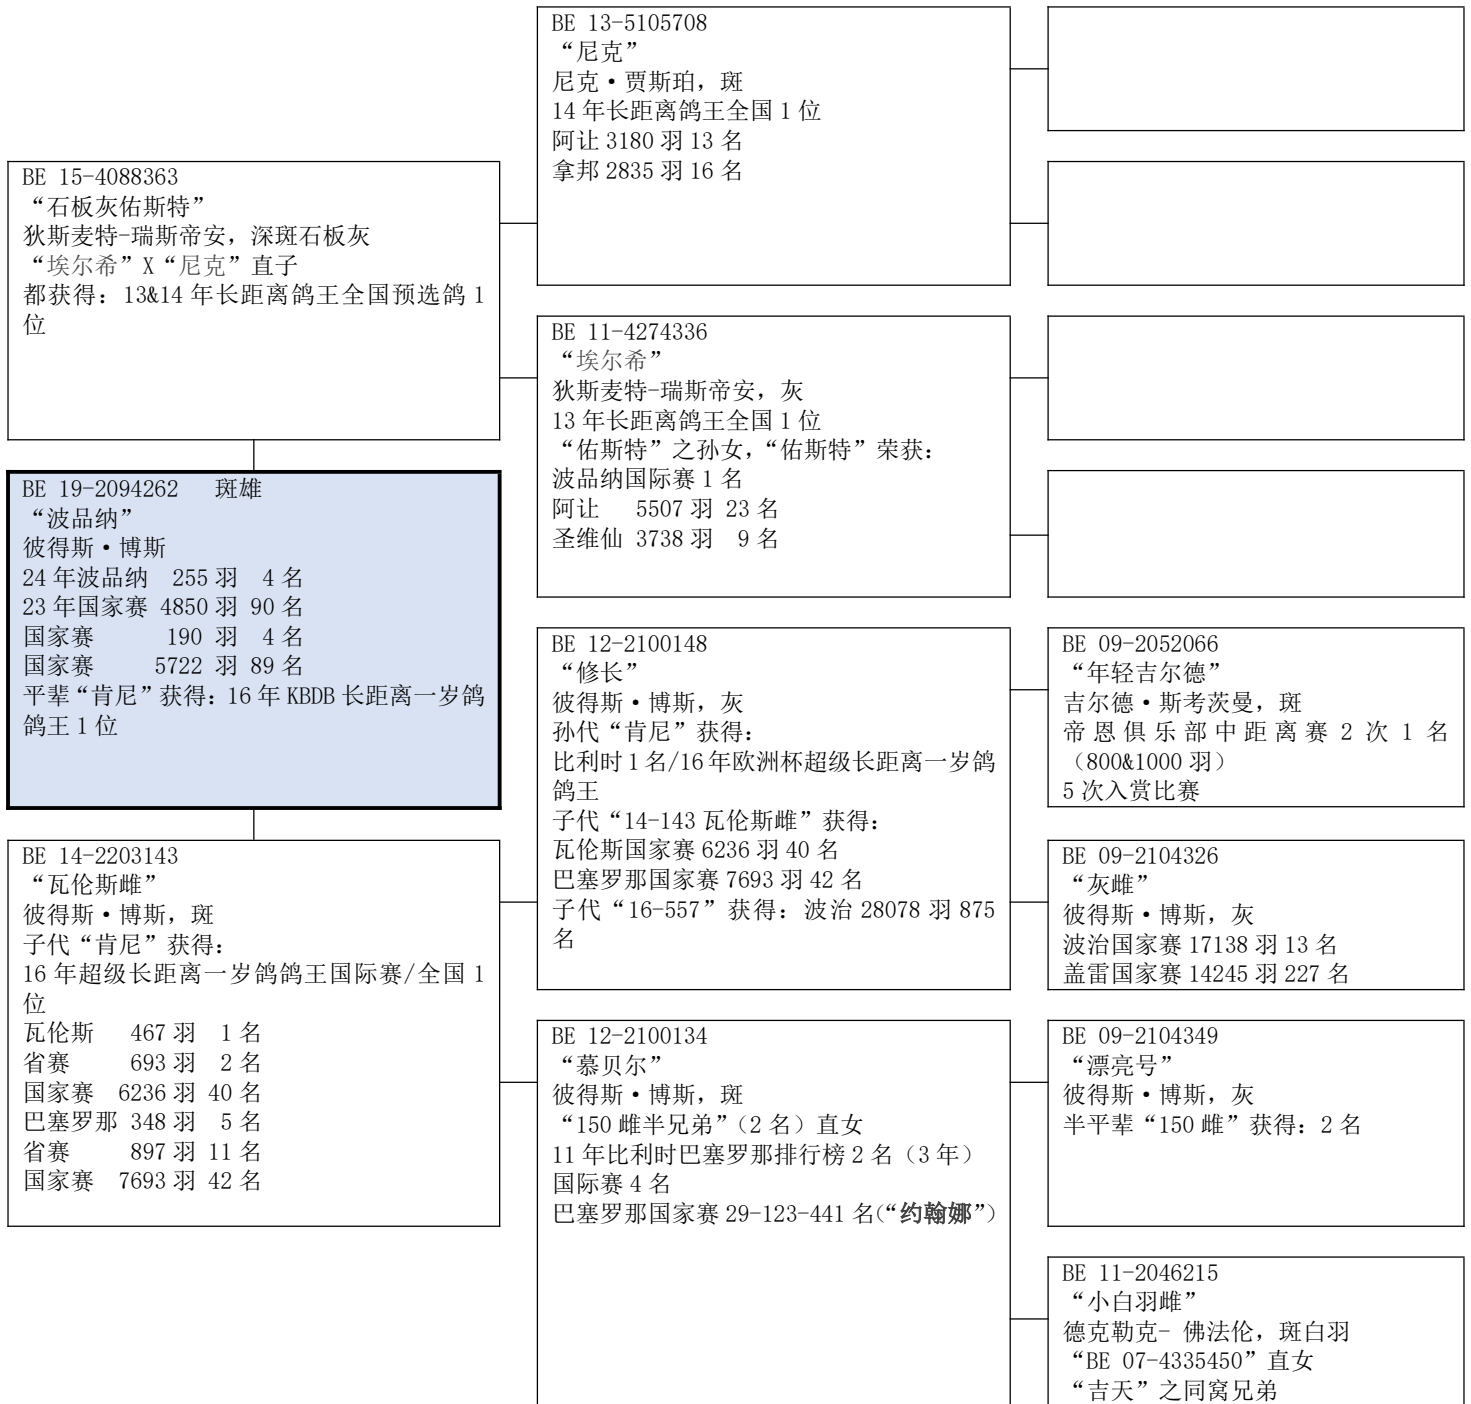 BE 13-5105708
“尼克”
尼克·贾斯珀，斑
14 年长距离鸽王全国 1 位
阿让 3180 羽 13 名
拿邦 2835 羽 16 名
BE 15-4088363
“石板灰佑斯特”
狄斯麦特-瑞斯帝安，深斑石板灰
“埃尔希”X“尼克”直子
都获得：13&14 年长距离鸽王全国预选鸽 1
位
BE 11-4274336
“埃尔希”
狄斯麦特-瑞斯帝安，灰
13 年长距离鸽王全国 1 位
“佑斯特”之孙女，“佑斯特”荣获：
波品纳国际赛 1 名
阿让 5507 羽 23 名
圣维仙 3738 羽 9 名
BE 19-2094262 斑雄
“波品纳”
彼得斯·博斯
24 年波品纳 255 羽 4 名
23 年国家赛 4850 羽 90 名
国家赛 190 羽 4 名
国家赛 5722 羽 89 名
平辈“肯尼”获得：16 年 KBDB 长距离一岁鸽
鸽王 1 位
BE 12-2100148
“修长”
彼得斯·博斯，灰
孙代“肯尼”获得：
比利时 1 名/16 年欧洲杯超级长距离一岁鸽
鸽王
子代“14-143 瓦伦斯雌”获得：
瓦伦斯国家赛 6236 羽 40 名
巴塞罗那国家赛 7693 羽 42 名
子代“16-557”获得：波治 28078 羽 875
名
BE 09-2052066
“年轻吉尔德”
吉尔德·斯考茨曼，斑
帝恩俱乐部中距离赛 2 次 1 名
（800&1000 羽）
5 次入赏比赛
BE 09-2104326
“灰雌”
彼得斯·博斯，灰
波治国家赛 17138 羽 13 名
盖雷国家赛 14245 羽 227 名
BE 14-2203143
“瓦伦斯雌”
彼得斯·博斯，斑
子代“肯尼”获得：
16 年超级长距离一岁鸽鸽王国际赛/全国 1
位
瓦伦斯 467 羽 1 名
省赛 693 羽 2 名
国家赛 6236 羽 40 名
巴塞罗那 348 羽 5 名
省赛 897 羽 11 名
国家赛 7693 羽 42 名
BE 12-2100134
“慕贝尔”
彼得斯·博斯，斑
“150 雌半兄弟”（2 名）直女
11 年比利时巴塞罗那排行榜 2 名（3 年）
国际赛 4 名
巴塞罗那国家赛 29-123-441 名(“约翰娜”)
BE 09-2104349
“漂亮号”
彼得斯·博斯，灰
半平辈“150 雌”获得：2 名
BE 11-2046215
“小白羽雌”
德克勒克- 佛法伦，斑白羽
“BE 07-4335450”直女
“吉天”之同窝兄弟